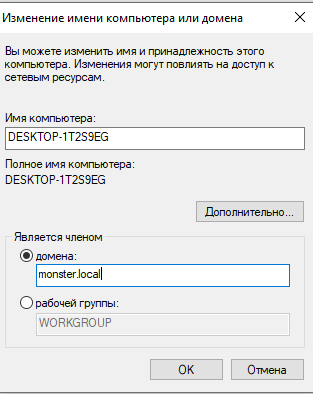 Изменение имени компьютера или домена
Вы можете изменить имя и принадлежность этого
компьютера. Изменения могут повлиять на доступ к
сетевым ресурсам.
Имя компьютера:
DESKTOP-1T2S9EG
Полное имя компьютера:
DESKTOP-1T2S9EG
Дополнительно...
Является членом
домена:
monster.local
рабочей группы:
WORKGROUP
OK
Отмена